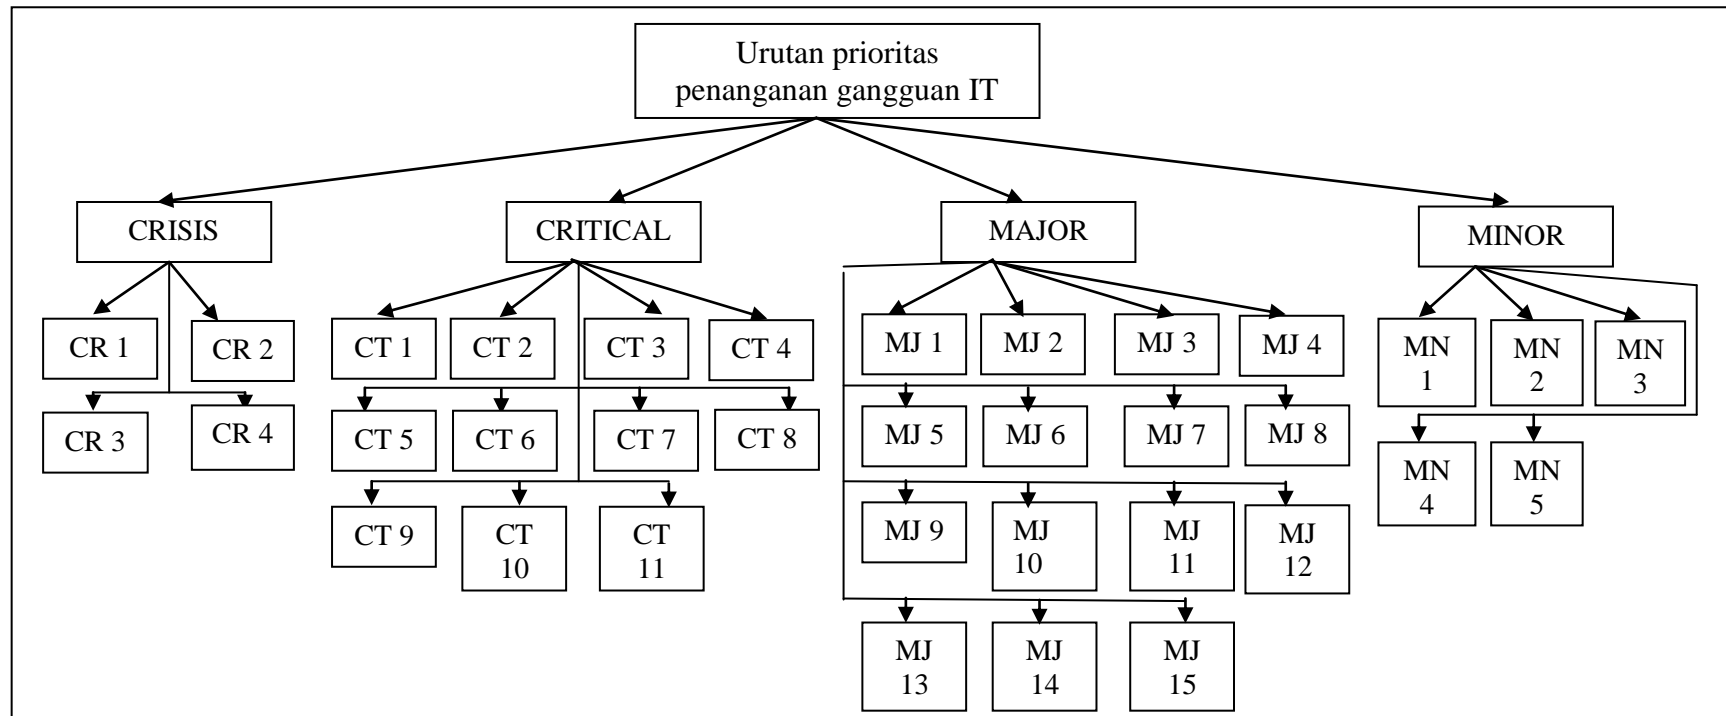 Urutan prioritas
penanganan gangguan IT
CRISIS
CRITICAL
MAJOR
MINOR
CR 1
CR 2
CR 3
CR 4
CT 1
CT 2
CT 3
CT 4
CT 5
CT 6
CT 7
CT 8
CT 9
CT
10
CT
11
MJ 1
MJ 2
MJ 3
MJ 4
MJ 5
MJ 6
MJ 7
MJ 8
MJ 9
MJ
10
MJ
11
MJ
12
MJ
13
MJ
14
MJ
15
MN
1
MN
2
MN
3
MN
4
MN
5